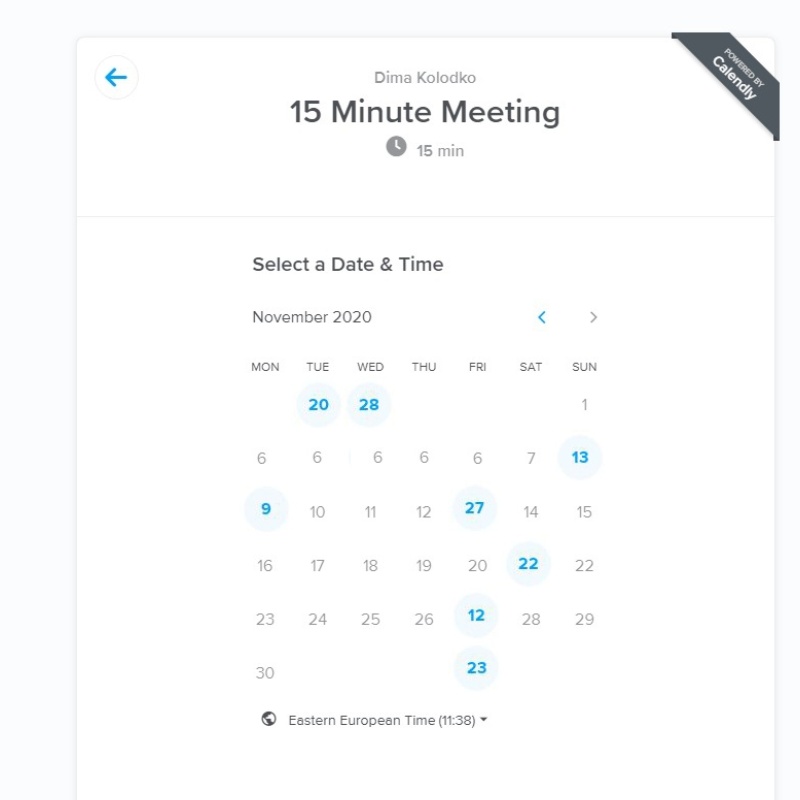 POWERED BY
Calendly
Dima Kolodko
15 Minute Meeting
15 min
Select a Date & Time
November 2020
MON TUE WED THU FRI SAT SUN
20 28 1
6 6 6 6 6 7 13
9 10 11 12 27 14 15
16 17 18 19 20 22 22
23 24 25 26 12 28 29
30 23
Eastern European Time (11:38)